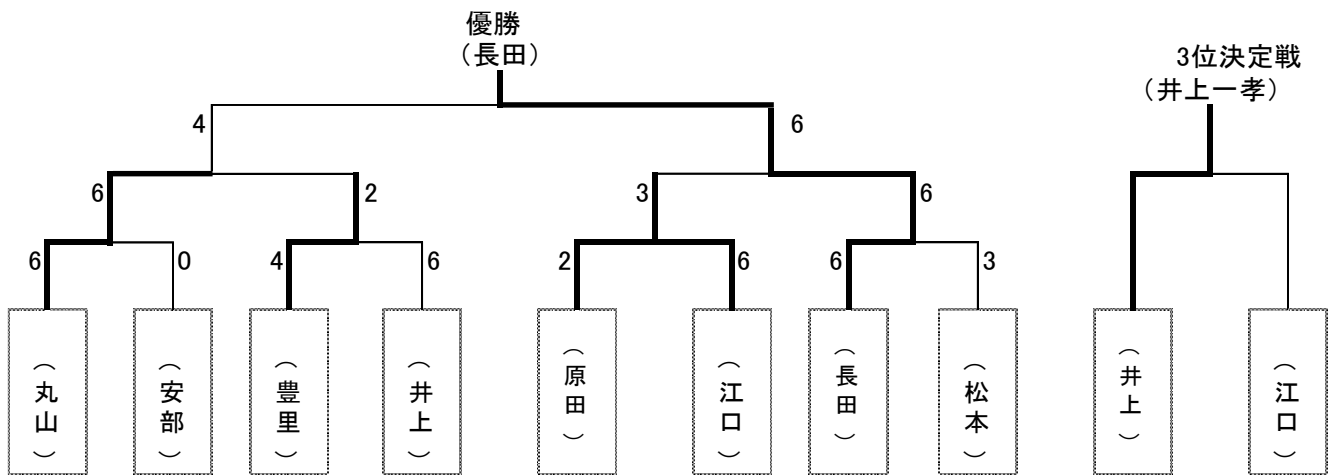 優勝
（長田）
3位決定戦
（井上一孝）
4
6
6
2
3
6
6
0
4
6
2
6
6
3
（丸山）
（安部）
（豊里）
（井上）
（原田）
（江口）
（長田）
（松本）
（井上）
（江口）